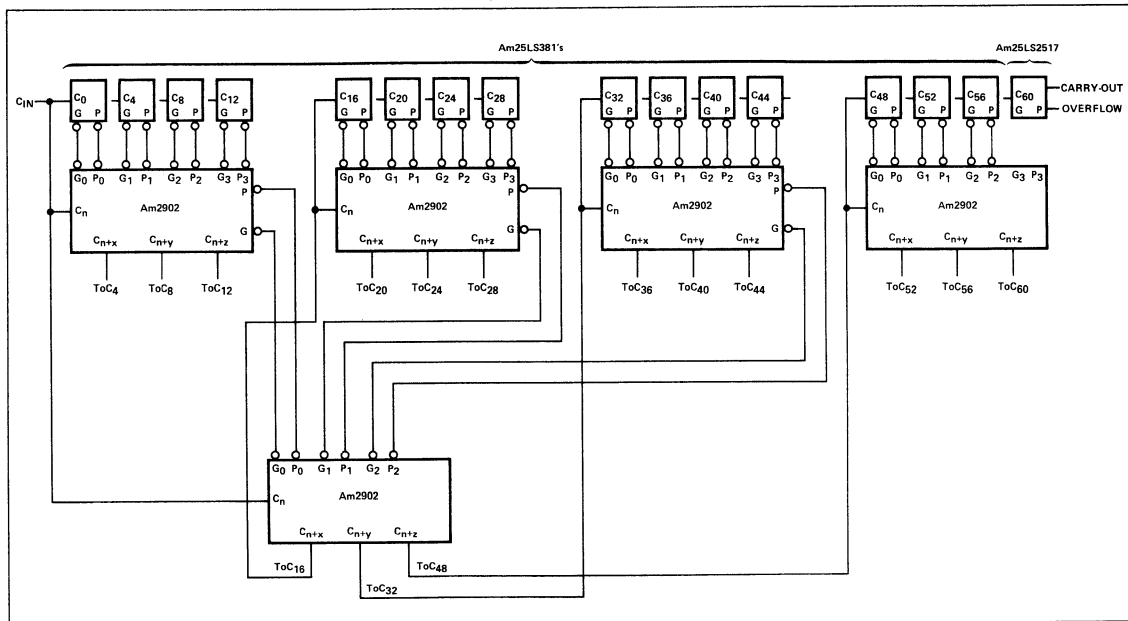 Am25LS381's Am25LS2517
CIN C0 C4 C8 C12 C16 C20 C24 C28 C32 C36 C40 C44 C48 C52 C56 C60 CARRY-OUT
G P G P G P G P G P G P G P G P G P G P G P G P G P G P G P G P OVERFLOW
G0 P0 G1 P1 G2 P2 G3 P3 G0 P0 G1 P1 G2 P2 G3 P3 G0 P0 G1 P1 G2 P2 G3 P3 G0 P0 G1 P1 G2 P2 G3 P3
P P P
Cn Am2902 Cn Am2902 Cn Am2902 Cn Am2902
G G G
Cn+x Cn+y Cn+z Cn+x Cn+y Cn+z Cn+x Cn+y Cn+z Cn+x Cn+y Cn+z
ToC4 ToC8 ToC12 ToC20 ToC24 ToC28 ToC36 ToC40 ToC44 ToC52 ToC56 ToC60
G0 P0 G1 P1 G2 P2
Cn Am2902
Cn+x Cn+y Cn+z
ToC16 ToC32 ToC48